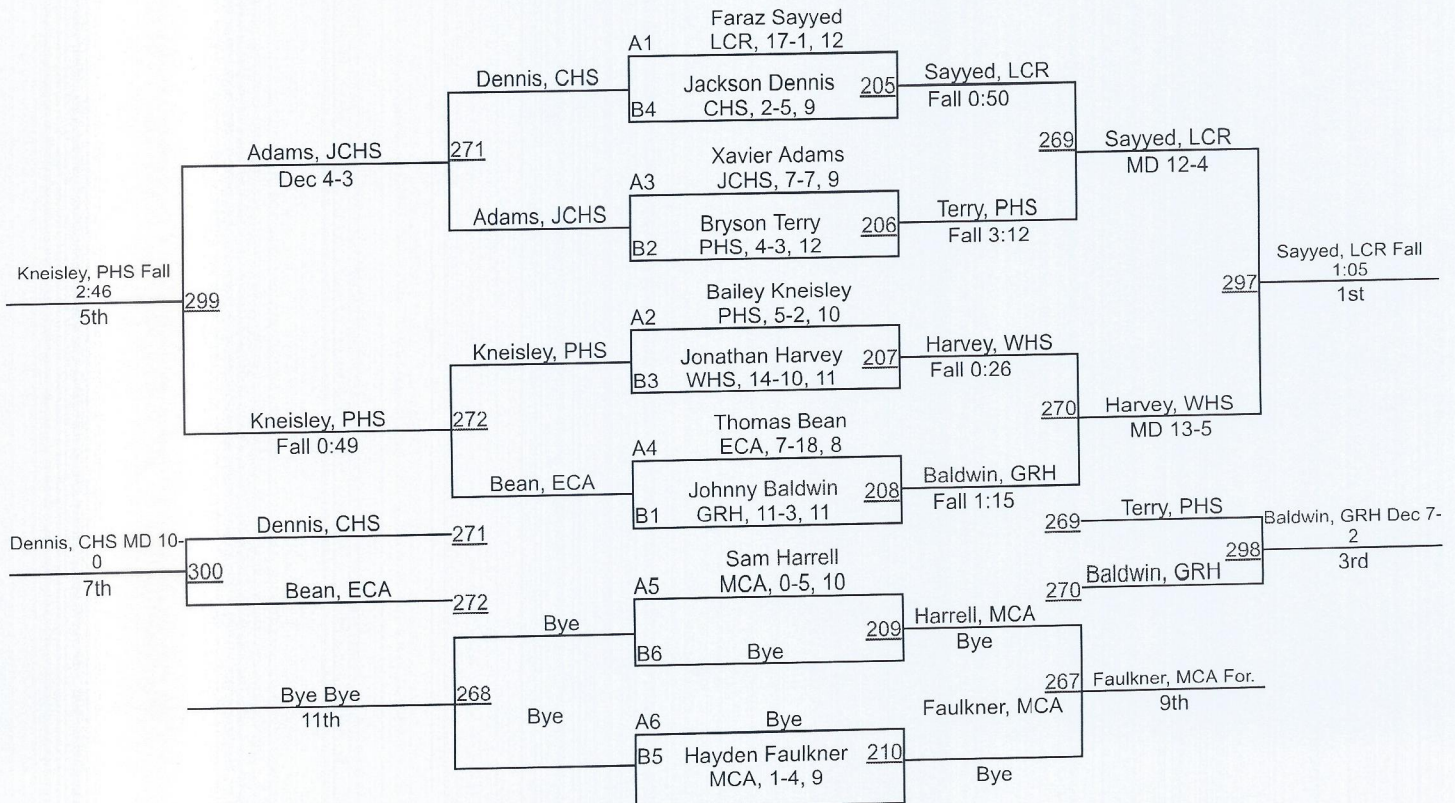 Faraz Sayyed
A1
LCR, 17-1, 12
Dennis, CHS
Jackson Dennis
205
Sayyed, LCR
B4
CHS, 2-5, 9
Fall 0:50
Adams, JCHS
271
Dec 4-3
Xavier Adams
A3
JCHS, 7-7, 9
269
Sayyed, LCR
MD 12-4
Adams, JCHS
Bryson Terry
206
Terry, PHS
B2
PHS, 4-3, 12
Fall 3:12
Kneisley, PHS Fall
2:46
5th
299
Sayyed, LCR Fall
1:05
1st
297
Bailey Kneisley
A2
PHS, 5-2, 10
Kneisley, PHS
Jonathan Harvey
207
Harvey, WHS
B3
WHS, 14-10, 11
Fall 0:26
Kneisley, PHS
272
Fall 0:49
Thomas Bean
A4
ECA, 7-18, 8
270
Harvey, WHS
MD 13-5
Bean, ECA
Johnny Baldwin
208
Baldwin, GRH
B1
GRH, 11-3, 11
Fall 1:15
Dennis, CHS
271
269
Terry, PHS
Dennis, CHS MD 10-
0
7th
300
Baldwin, GRH Dec 7-
2
3rd
298
Bean, ECA
272
270
Baldwin, GRH
Sam Harrell
A5
MCA, 0-5, 10
Bye
209
Harrell, MCA
B6
Bye
Bye
Bye Bye
268
11th
267
Faulkner, MCA For.
9th
Bye
A6
Bye
Faulkner, MCA
B5
Hayden Faulkner
210
MCA, 1-4, 9
Bye